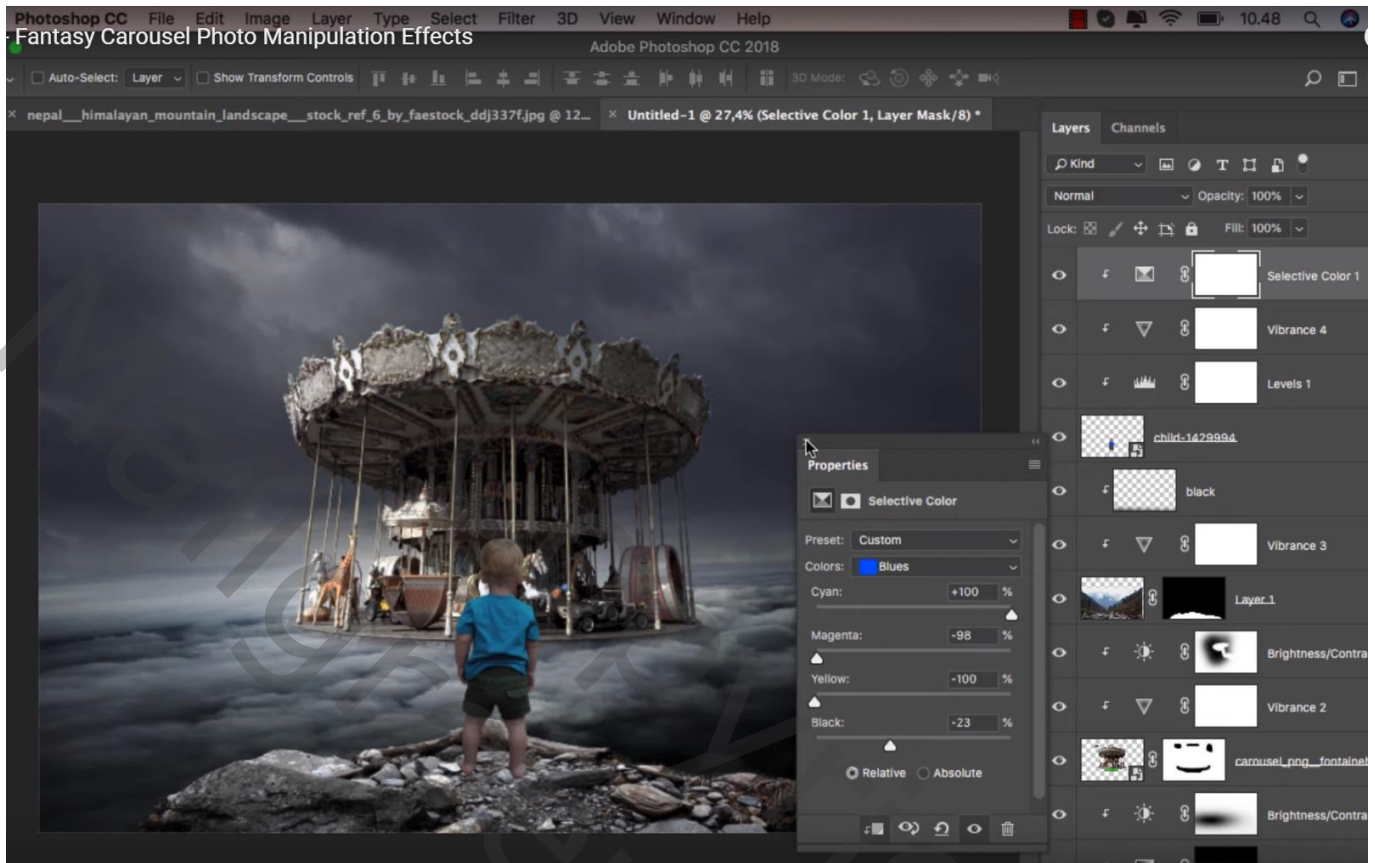 Photoshop CC File Edit Image Layer Type Select Filter 3D View Window Help 10.48
Fantasy Carousel Photo Manipulation Effects
Adobe Photoshop CC 2018
Auto-Select: Layer Show Transform Controls 3D Mode:
× nepal__himalayan_mountain_landscape__stock_ref_6_by_faestock_ddj337f.jpg @ 12... × Untitled-1 @ 27,4% (Selective Color 1, Layer Mask/8) *
Layers Channels
Kind
Normal Opacity: 100%
Lock: Fill: 100%
Selective Color 1
Vibrance 4
Levels 1
child-1429994
black
Vibrance 3
Layer 1
Brightness/Contra
Vibrance 2
carousel_png__fontainet
Brightness/Contra
Properties
Selective Color
Preset: Custom
Colors: Blues
Cyan: +100 %
Magenta: -98 %
Yellow: -100 %
Black: -23 %
Relative Absolute